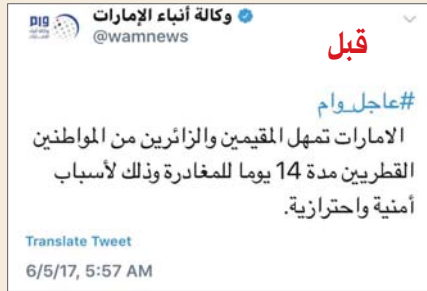 وكالة أنباء الإمارات
@wamnews
قبل
#عاجل_وام
الامارات تمهل المقيمين والزائرين من المواطنين
القطريين مدة 14 يوما للمغادرة وذلك لأسباب
أمنية واحترازية.
Translate Tweet
6/5/17, 5:57 AM